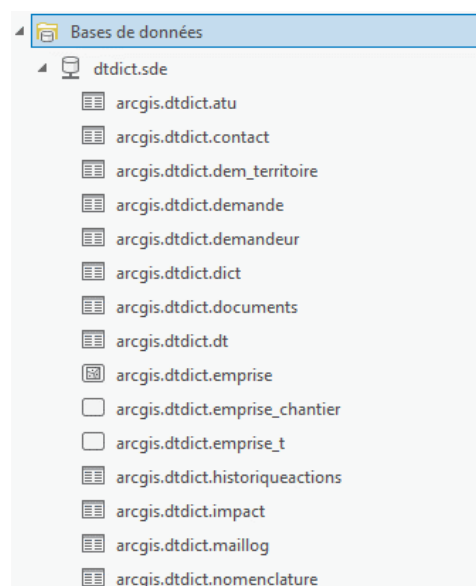 Bases de données
dtdict.sde
arcgis.dtdict.atu
arcgis.dtdict.contact
arcgis.dtdict.dem_territoire
arcgis.dtdict.demande
arcgis.dtdict.demandeur
arcgis.dtdict.dict
arcgis.dtdict.documents
arcgis.dtdict.dt
arcgis.dtdict.emprise
arcgis.dtdict.emprise_chantier
arcgis.dtdict.emprise_t
arcgis.dtdict.historiqueactions
arcgis.dtdict.impact
arcgis.dtdict.maillog
arcgis.dtdict.nomenclature